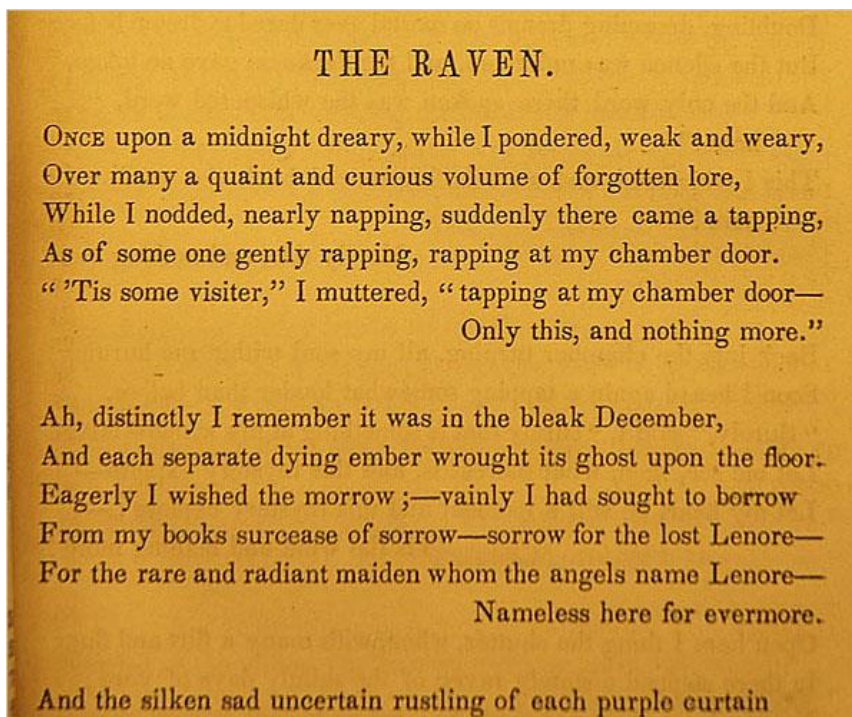 THE RAVEN.
ONCE upon a midnight dreary, while I pondered, weak and weary,
Over many a quaint and curious volume of forgotten lore,
While I nodded, nearly napping, suddenly there came a tapping,
As of some one gently rapping, rapping at my chamber door.
“ ’Tis some visiter,” I muttered, “ tapping at my chamber door—
Only this, and nothing more.”
Ah, distinctly I remember it was in the bleak December,
And each separate dying ember wrought its ghost upon the floor.
Eagerly I wished the morrow ;—vainly I had sought to borrow
From my books surcease of sorrow—sorrow for the lost Lenore—
For the rare and radiant maiden whom the angels name Lenore—
Nameless here for evermore.
And the silken sad uncertain rustling of each purple curtain